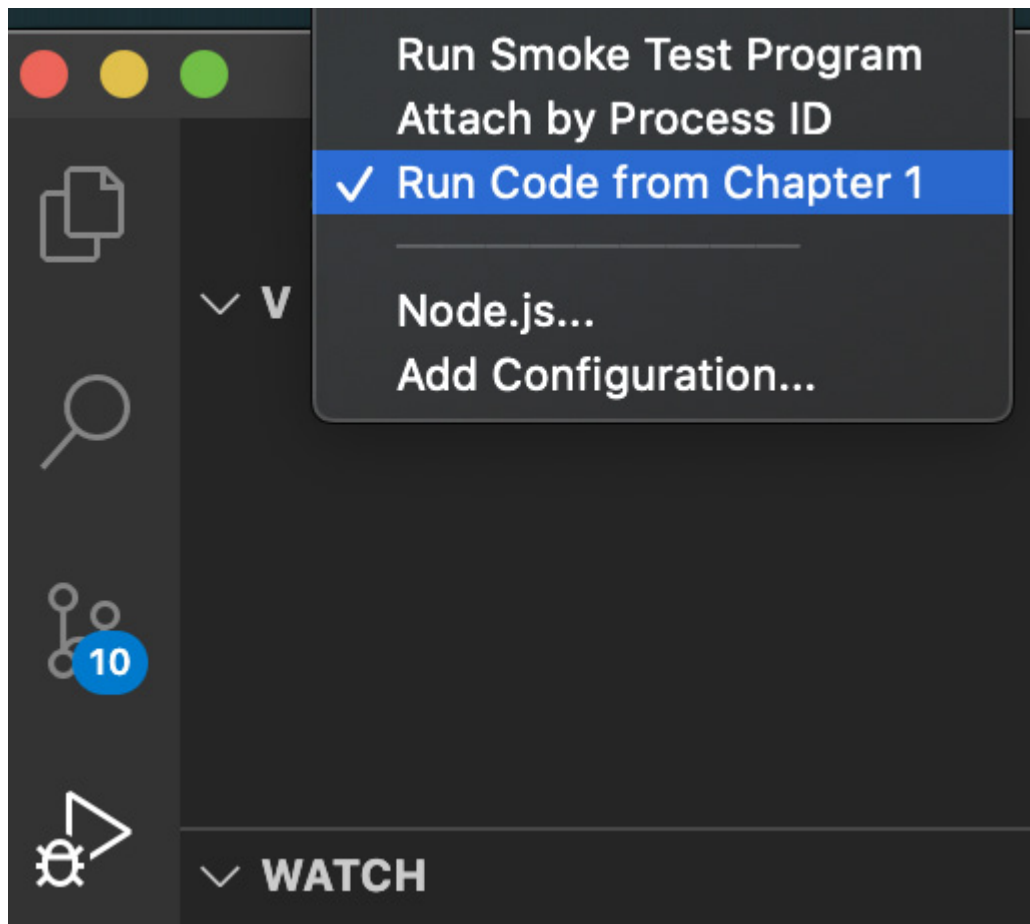 Run Smoke Test Program
Attach by Process ID
✓ Run Code from Chapter 1
Node.js...
Add Configuration...
V
10
WATCH